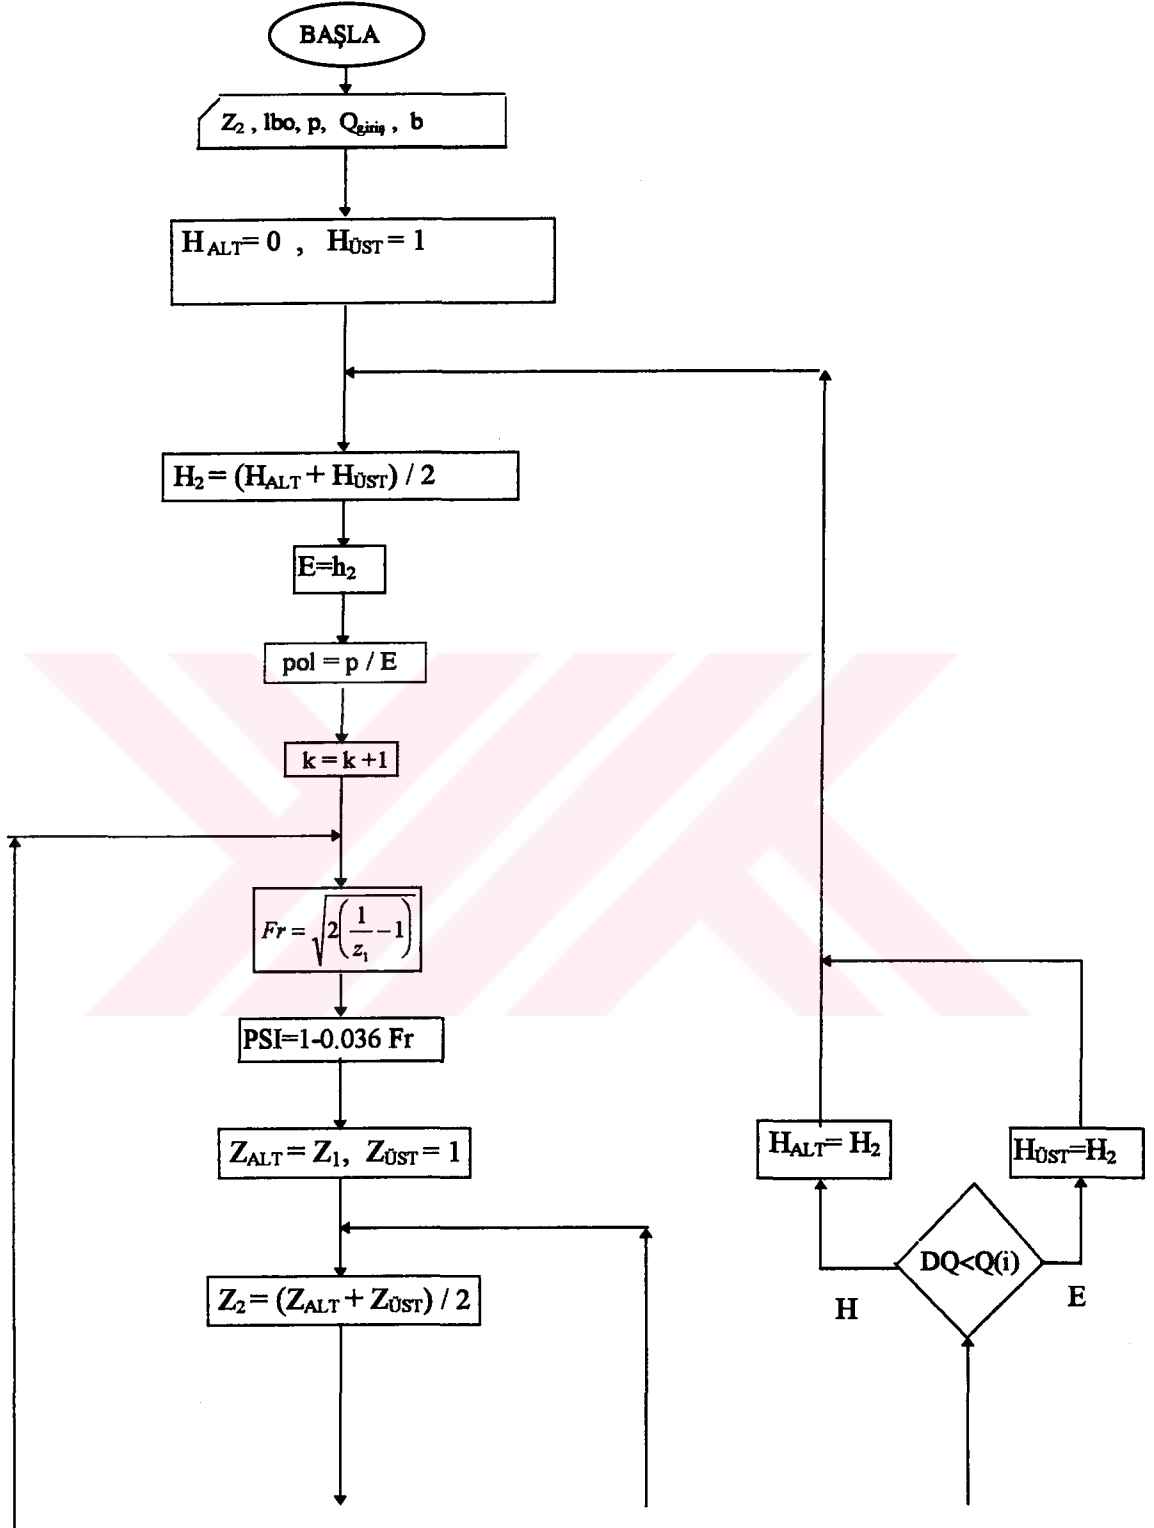 BAŞLA
Z₂ , lbo, p, Qgiriş , b
HALT= 0 , HÜST = 1
H₂ = (HALT + HÜST) / 2
E=h₂
pol = p / E
k = k +1
Fr = √(2(1/z₁ − 1))
PSI=1-0.036 Fr
ZALT = Z₁, ZÜST = 1
HALT= H₂
HÜST=H₂
DQ<Q(i)
H
E
Z₂ = (ZALT + ZÜST) / 2